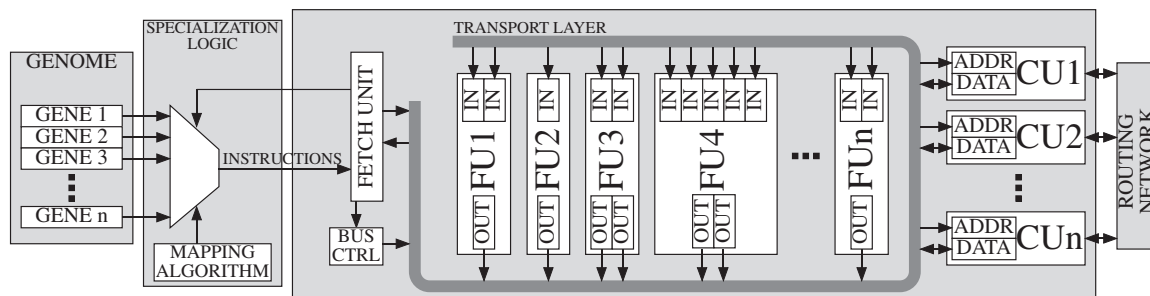 SPECIALIZATION
LOGIC
TRANSPORT LAYER
GENOME
GENE 1
GENE 2
GENE 3
GENE n
MAPPING
ALGORITHM
INSTRUCTIONS
FETCH UNIT
BUS
CTRL
IN IN
FU1
OUT
IN
FU2
OUT
IN IN
FU3
OUT OUT
IN IN IN IN IN
FU4
OUT OUT
IN IN
FUn
OUT
ADDR
DATA
CU1
ADDR
DATA
CU2
ADDR
DATA
CUn
ROUTING
NETWORK